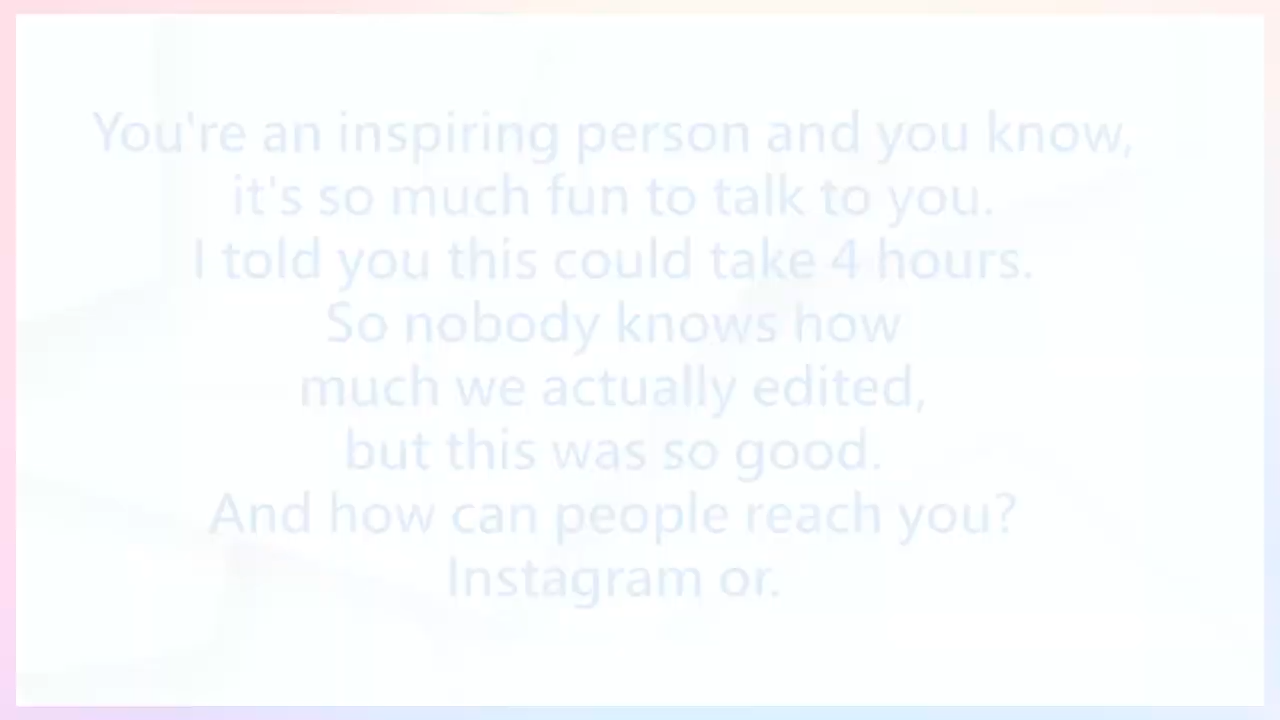 You're an inspiring person and you know,
it's so much fun to talk to you.
I told you this could take 4 hours.
So nobody knows how
much we actually edited,
but this was so good.
And how can people reach you?
Instagram or.